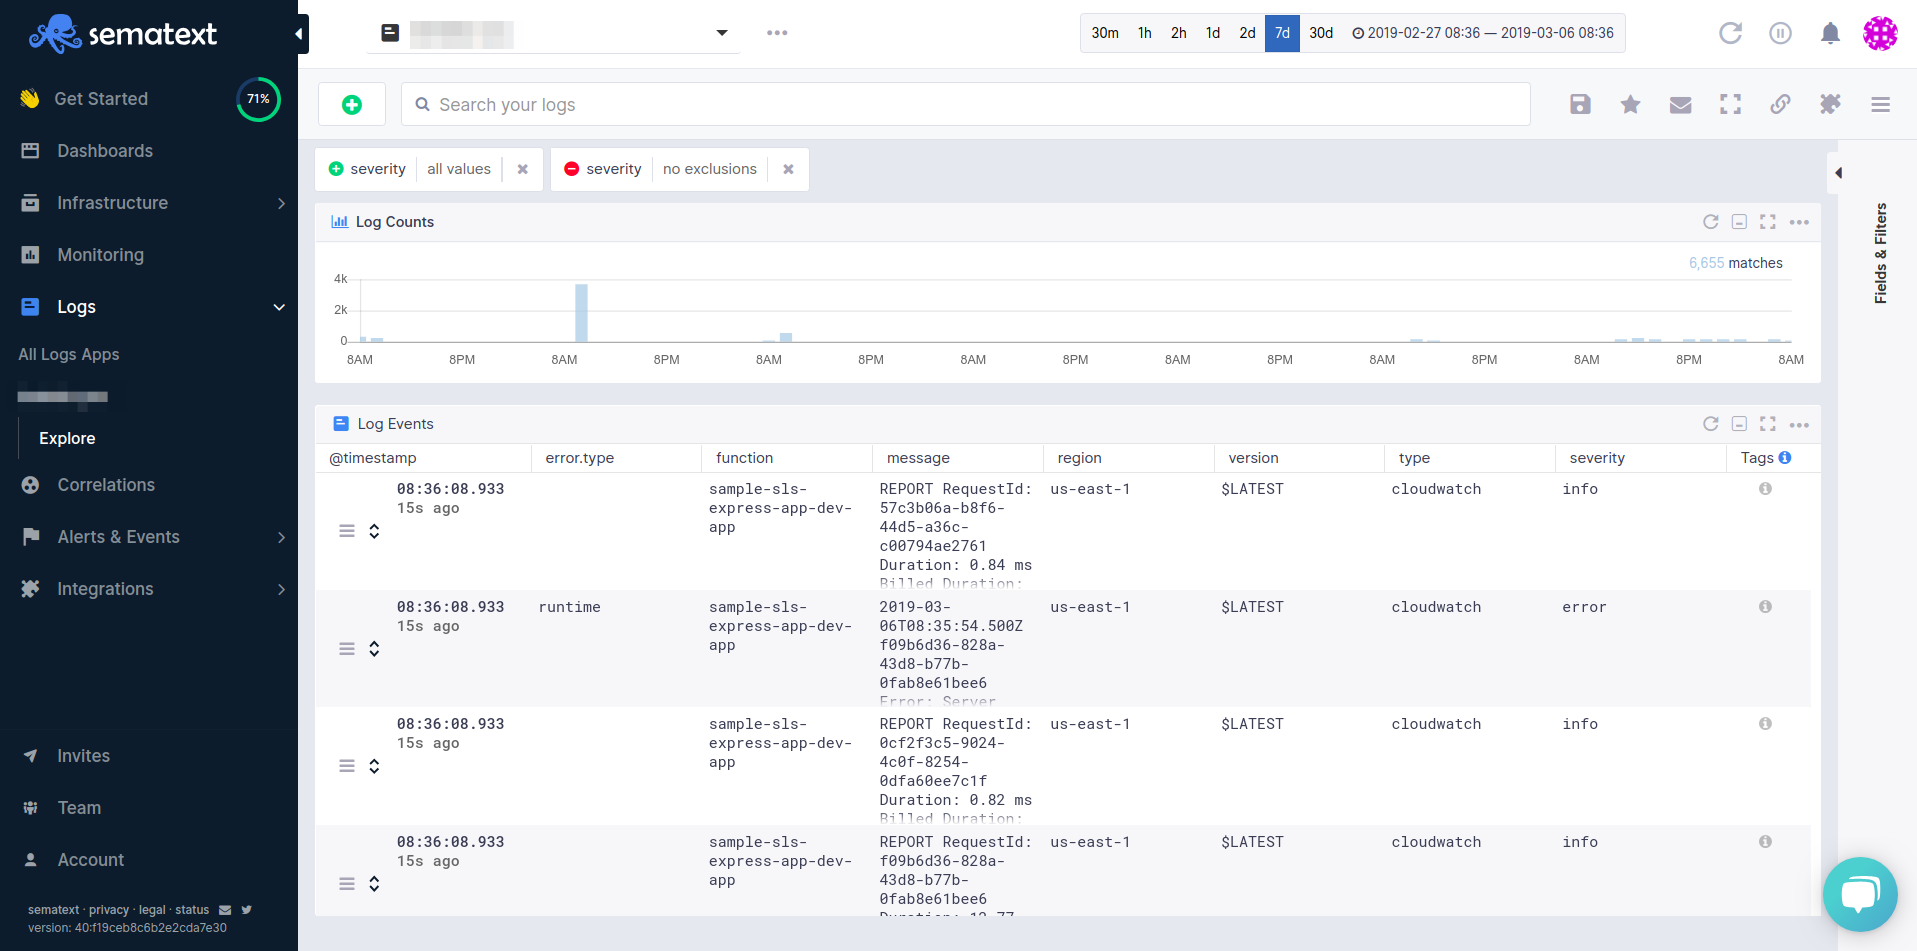 sematext
30m 1h 2h 1d 2d 7d 30d 2019-02-27 08:36 — 2019-03-06 08:36
Get Started 71%
Dashboards
Infrastructure
Monitoring
Logs
All Logs Apps
Explore
Correlations
Alerts & Events
Integrations
Invites
Team
Account
sematext · privacy · legal · status
version: 40:f19ceb8c6b2e2cda7e30
Search your logs
severity all values severity no exclusions
Fields & Filters
Log Counts
6,655 matches
4k
2k
0
8AM 8PM 8AM 8PM 8AM 8PM 8AM 8PM 8AM 8PM 8AM 8PM 8AM 8PM 8AM
Log Events
@timestamp error.type function message region version type severity Tags
08:36:08.933 sample-sls- REPORT RequestId: us-east-1 $LATEST cloudwatch info
15s ago express-app-dev- 57c3b06a-b8f6-
app 44d5-a36c-
c00794ae2761
Duration: 0.84 ms
Billed Duration:
08:36:08.933 runtime sample-sls- 2019-03- us-east-1 $LATEST cloudwatch error
15s ago express-app-dev- 06T08:35:54.500Z
app f09b6d36-828a-
43d8-b77b-
0fab8e61bee6
Error: Server
08:36:08.933 sample-sls- REPORT RequestId: us-east-1 $LATEST cloudwatch info
15s ago express-app-dev- 0cf2f3c5-9024-
app 4c0f-8254-
0dfa60ee7c1f
Duration: 0.82 ms
Billed Duration:
08:36:08.933 sample-sls- REPORT RequestId: us-east-1 $LATEST cloudwatch info
15s ago express-app-dev- f09b6d36-828a-
app 43d8-b77b-
0fab8e61bee6
Duration: 12.77